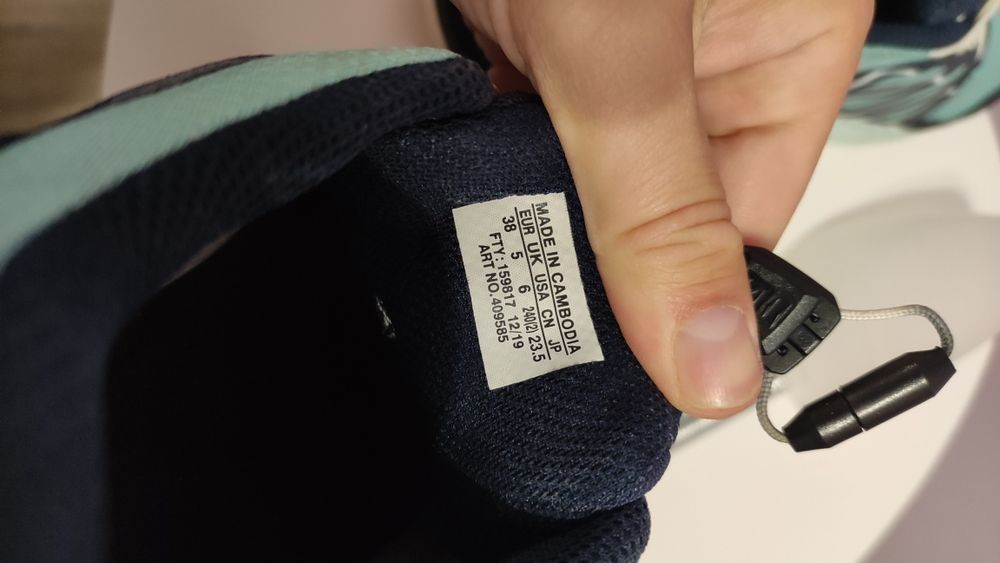 MADE IN CAMBODIA
EUR UK USA CN JP
38 5 6 240(2) 23.5
FTY:159817 12/19
ART NO.409585